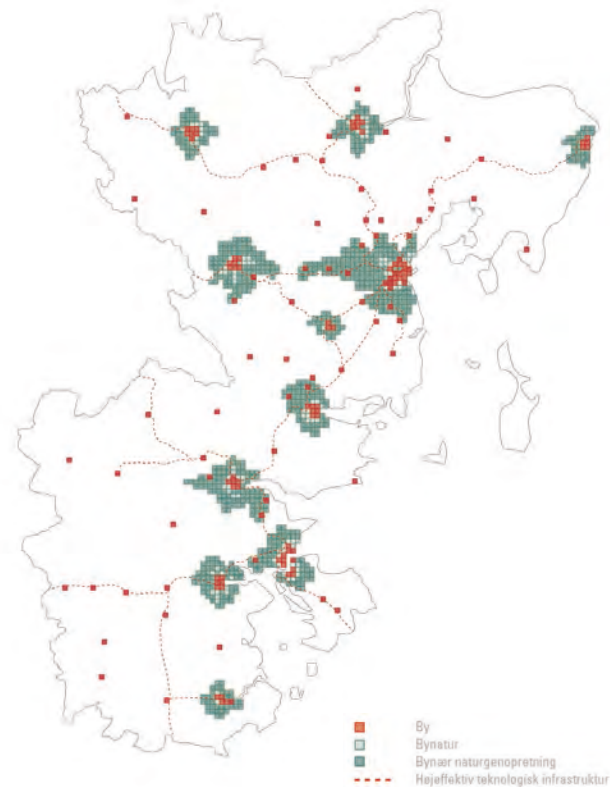 By
Bynatur
Bynær naturgenopretning
Højeffektiv teknologisk infrastruktur